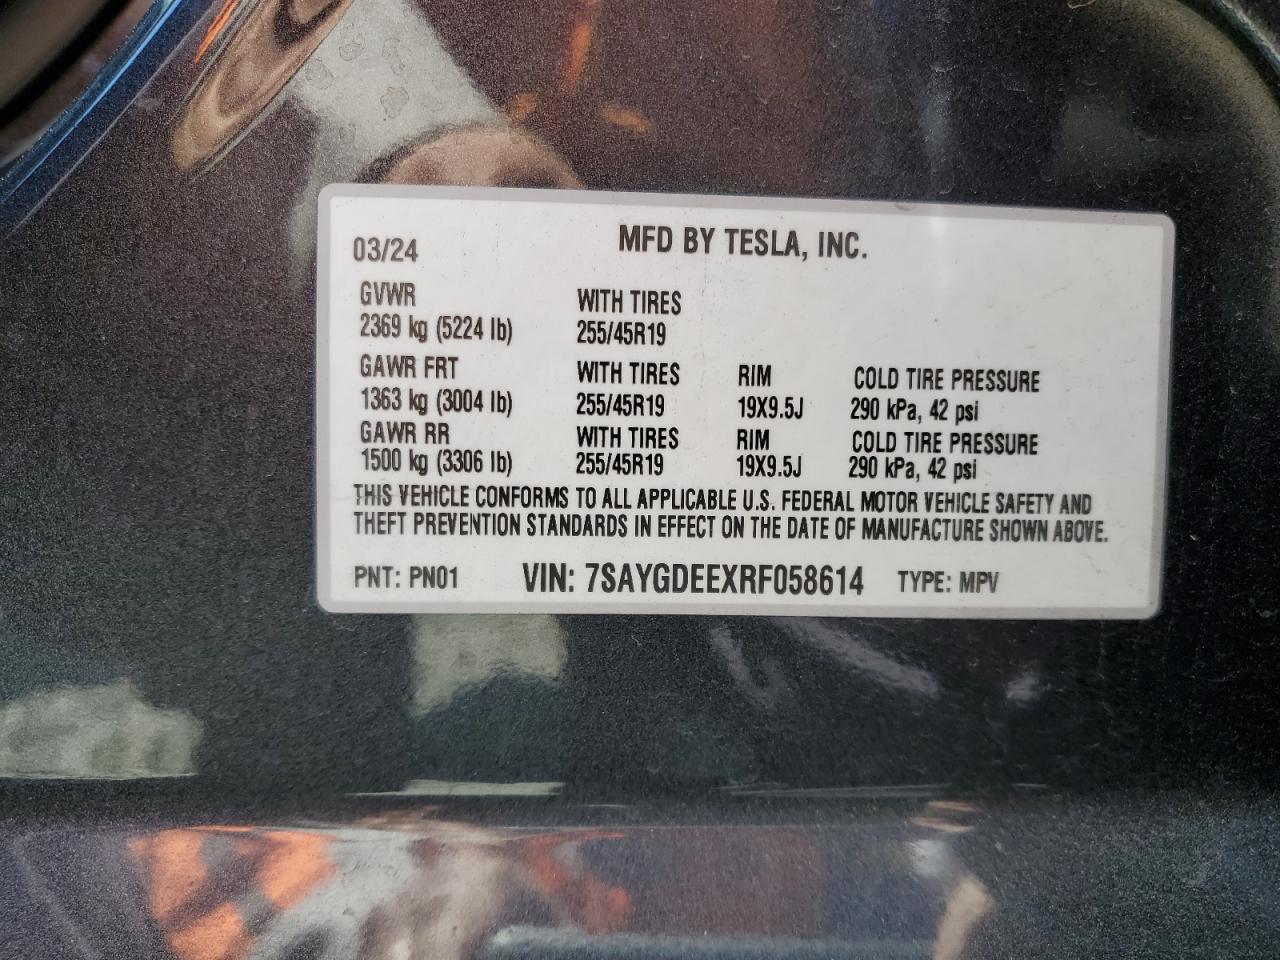 03/24 MFD BY TESLA, INC.
GVWR WITH TIRES
2369 kg (5224 lb) 255/45R19
GAWR FRT WITH TIRES RIM COLD TIRE PRESSURE
1363 kg (3004 lb) 255/45R19 19X9.5J 290 kPa, 42 psi
GAWR RR WITH TIRES RIM COLD TIRE PRESSURE
1500 kg (3306 lb) 255/45R19 19X9.5J 290 kPa, 42 psi
THIS VEHICLE CONFORMS TO ALL APPLICABLE U.S. FEDERAL MOTOR VEHICLE SAFETY AND
THEFT PREVENTION STANDARDS IN EFFECT ON THE DATE OF MANUFACTURE SHOWN ABOVE.
PNT: PN01 VIN: 7SAYGDEEXRF058614 TYPE: MPV